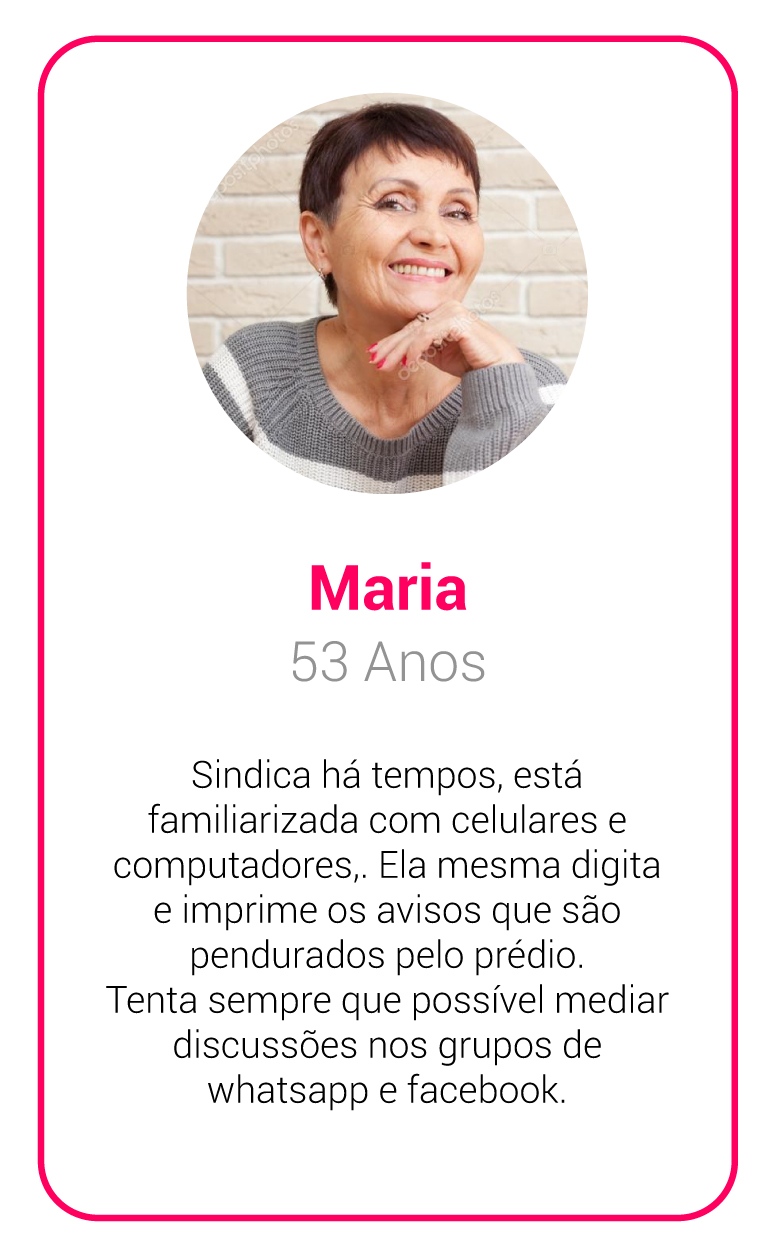 Maria
53 Anos
Sindica há tempos, está
familiarizada com celulares e
computadores,. Ela mesma digita
e imprime os avisos que são
pendurados pelo prédio.
Tenta sempre que possível mediar
discussões nos grupos de
whatsapp e facebook.